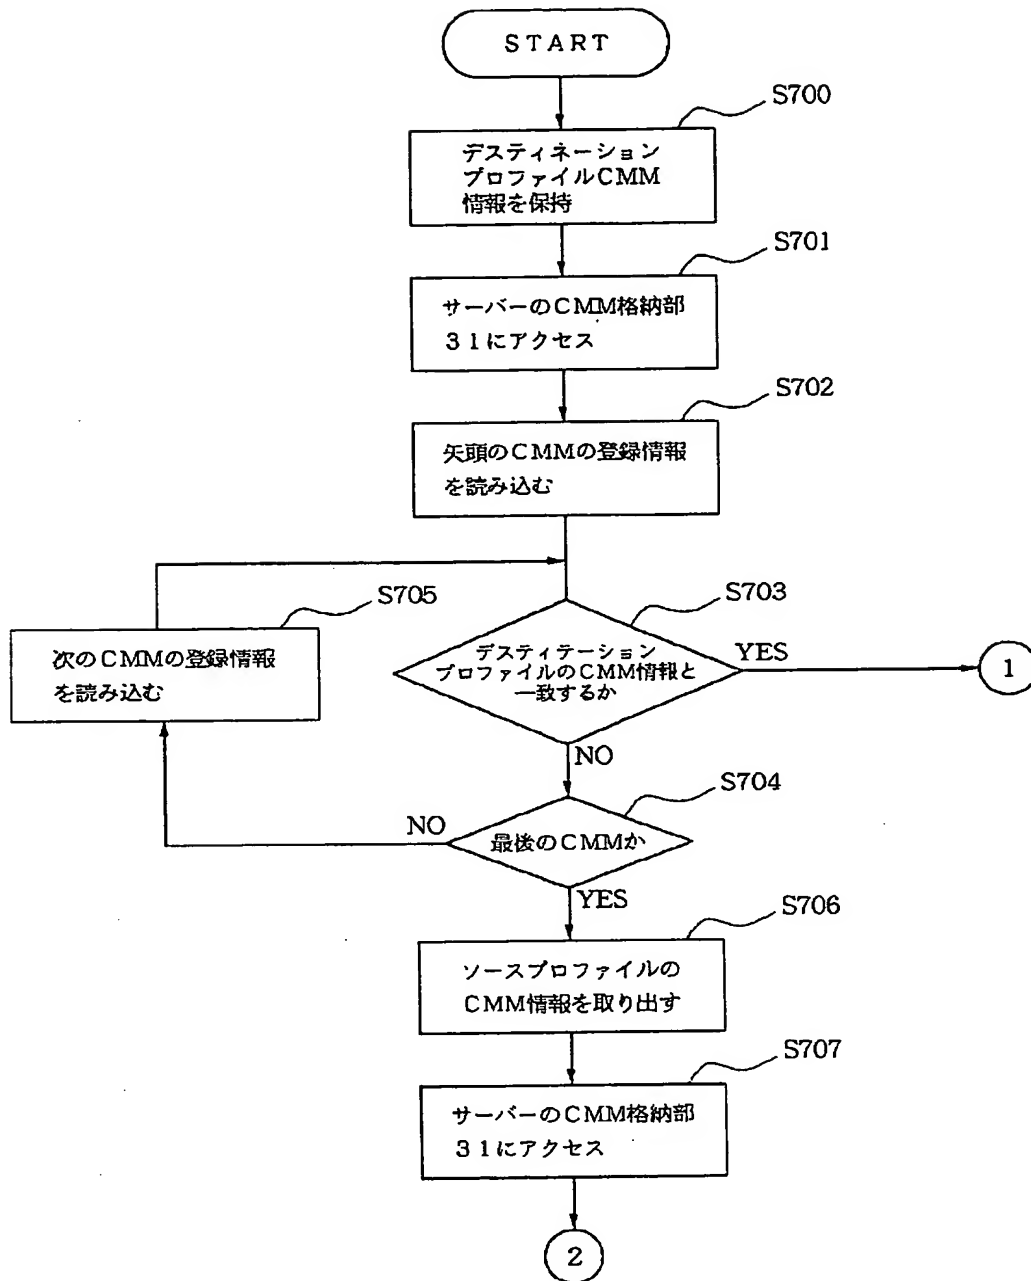 START
S700
デスティネーション
プロファイルCMM
情報を保持
S701
サーバーのCMM格納部
31にアクセス
S702
矢頭のCMMの登録情報
を読み込む
S705
次のCMMの登録情報
を読み込む
S703
デスティテーション
プロファイルのCMM情報と
一致するか
YES
1
NO
S704
最後のCMMか
NO
YES
S706
ソースプロファイルの
CMM情報を取り出す
S707
サーバーのCMM格納部
31にアクセス
2